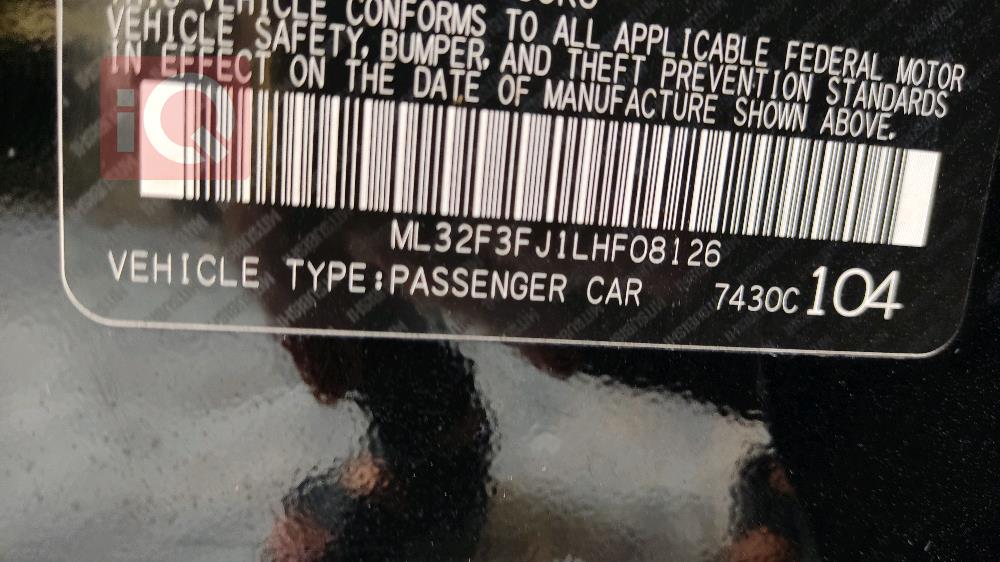 VEHICLE CONFORMS TO ALL APPLICABLE FEDERAL MOTOR
VEHICLE SAFETY, BUMPER, AND THEFT PREVENTION STANDARDS
IN EFFECT ON THE DATE OF MANUFACTURE SHOWN ABOVE.
iQ
ML32F3FJ1LHF08126
VEHICLE TYPE:PASSENGER CAR 7430C 104